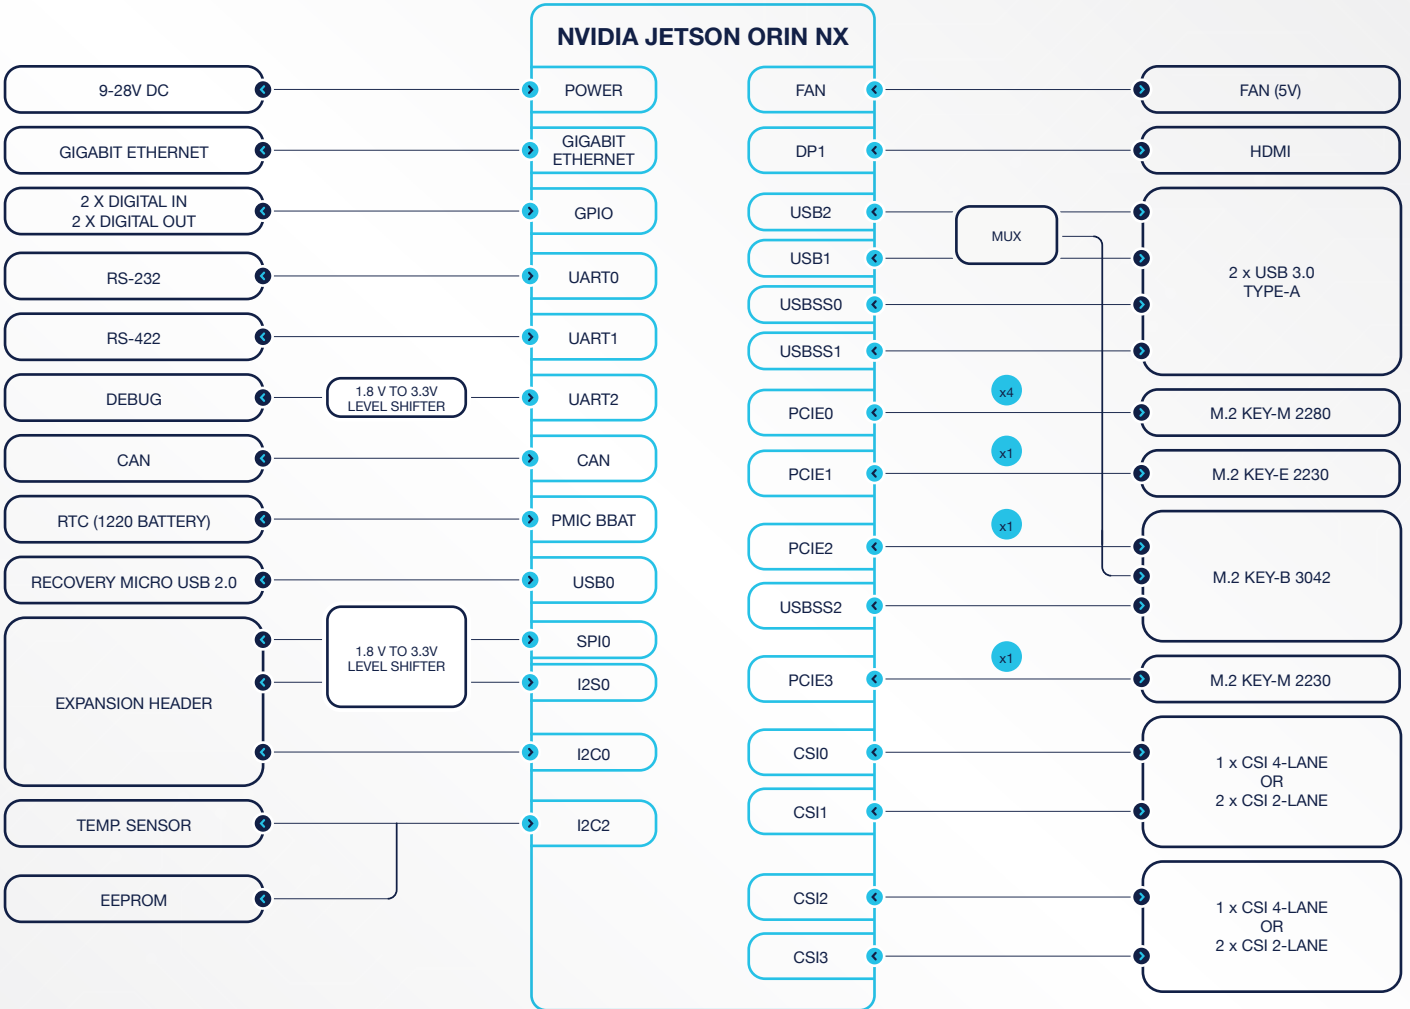 NVIDIA JETSON ORIN NX
9-28V DC
POWER
GIGABIT ETHERNET
GIGABIT
ETHERNET
2 X DIGITAL IN
2 X DIGITAL OUT
GPIO
RS-232
UART0
RS-422
UART1
DEBUG
1.8 V TO 3.3V
LEVEL SHIFTER
UART2
CAN
CAN
RTC (1220 BATTERY)
PMIC BBAT
RECOVERY MICRO USB 2.0
USB0
EXPANSION HEADER
1.8 V TO 3.3V
LEVEL SHIFTER
SPI0
I2S0
I2C0
TEMP. SENSOR
I2C2
EEPROM
FAN
FAN (5V)
DP1
HDMI
USB2
MUX
USB1
USBSS0
USBSS1
2 x USB 3.0
TYPE-A
PCIE0
x4
M.2 KEY-M 2280
PCIE1
x1
M.2 KEY-E 2230
PCIE2
x1
USBSS2
M.2 KEY-B 3042
PCIE3
x1
M.2 KEY-M 2230
CSI0
CSI1
1 x CSI 4-LANE
OR
2 x CSI 2-LANE
CSI2
CSI3
1 x CSI 4-LANE
OR
2 x CSI 2-LANE